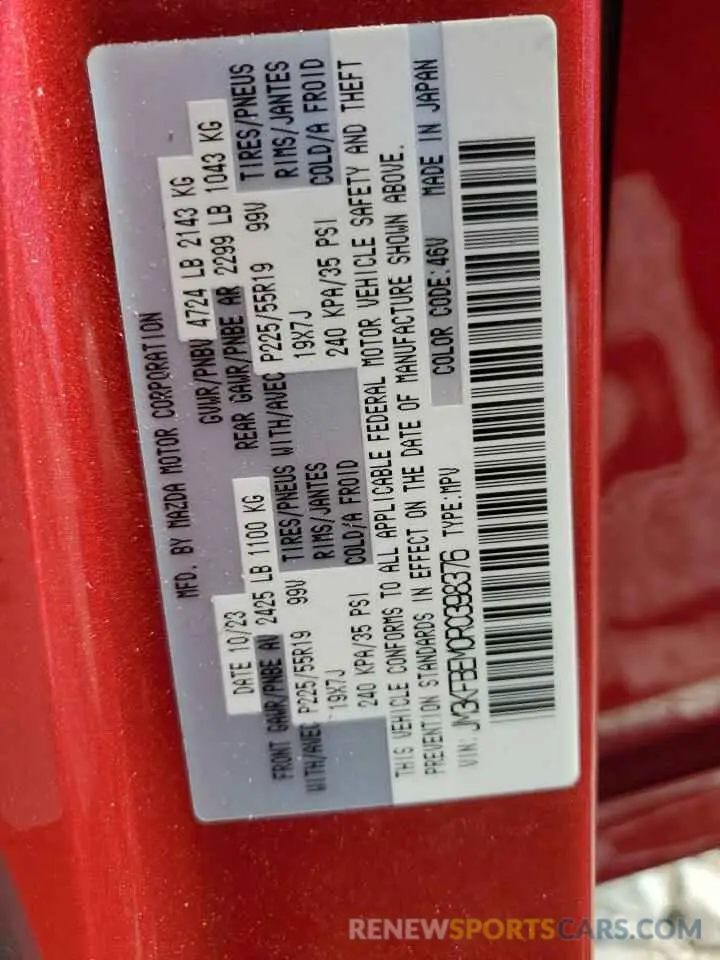 MFD. BY MAZDA MOTOR CORPORATION
DATE 10/23
GVWR/PNBV 4724 LB 2143 KG
FRONT GAWR/PNBE AV 2425 LB 1100 KG
REAR GAWR/PNBE AR 2299 LB 1043 KG
WITH/AVEC P225/55R19 99V TIRES/PNEUS
WITH/AVEC P225/55R19 99V TIRES/PNEUS
19X7J RIMS/JANTES
19X7J RIMS/JANTES
240 KPA/35 PSI COLD/A FROID
240 KPA/35 PSI COLD/A FROID
THIS VEHICLE CONFORMS TO ALL APPLICABLE FEDERAL MOTOR VEHICLE SAFETY AND THEFT
PREVENTION STANDARDS IN EFFECT ON THE DATE OF MANUFACTURE SHOWN ABOVE.
VIN: JM3KFBEM0R0398376 TYPE:MPV COLOR CODE:46V MADE IN JAPAN
RENEWSPORTSCARS.COM